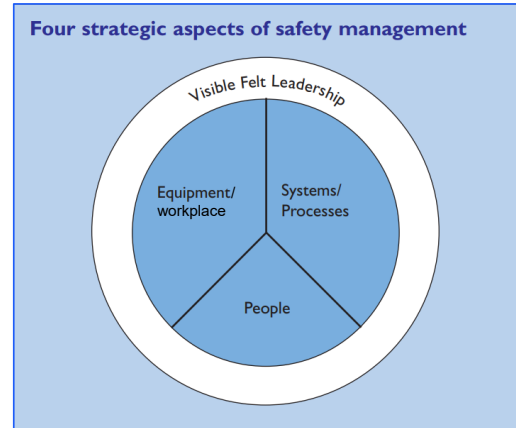 Four strategic aspects of safety management
Visible Felt Leadership
Equipment/
workplace
Systems/
Processes
People